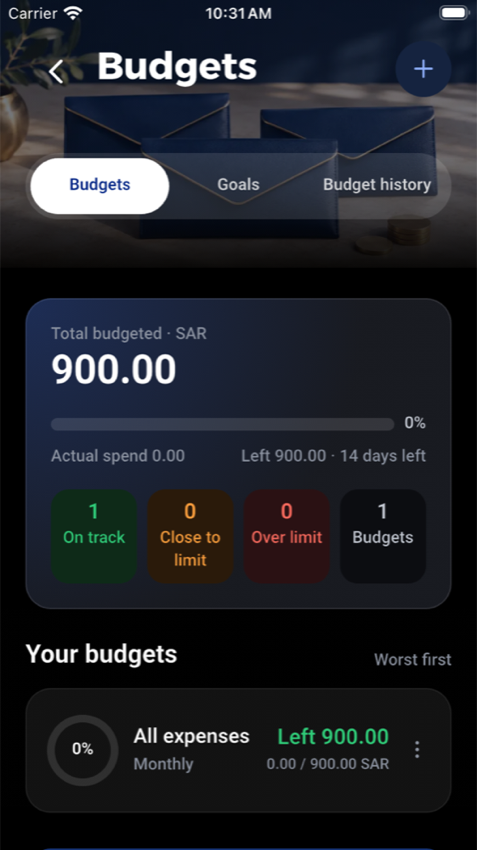 Carrier 10:31 AM
Budgets
+
Budgets Goals Budget history
Total budgeted · SAR
900.00
0%
Actual spend 0.00 Left 900.00 · 14 days left
1 0 0 1
On track Close to limit Over limit Budgets
Your budgets Worst first
0% All expenses Left 900.00
Monthly 0.00 / 900.00 SAR